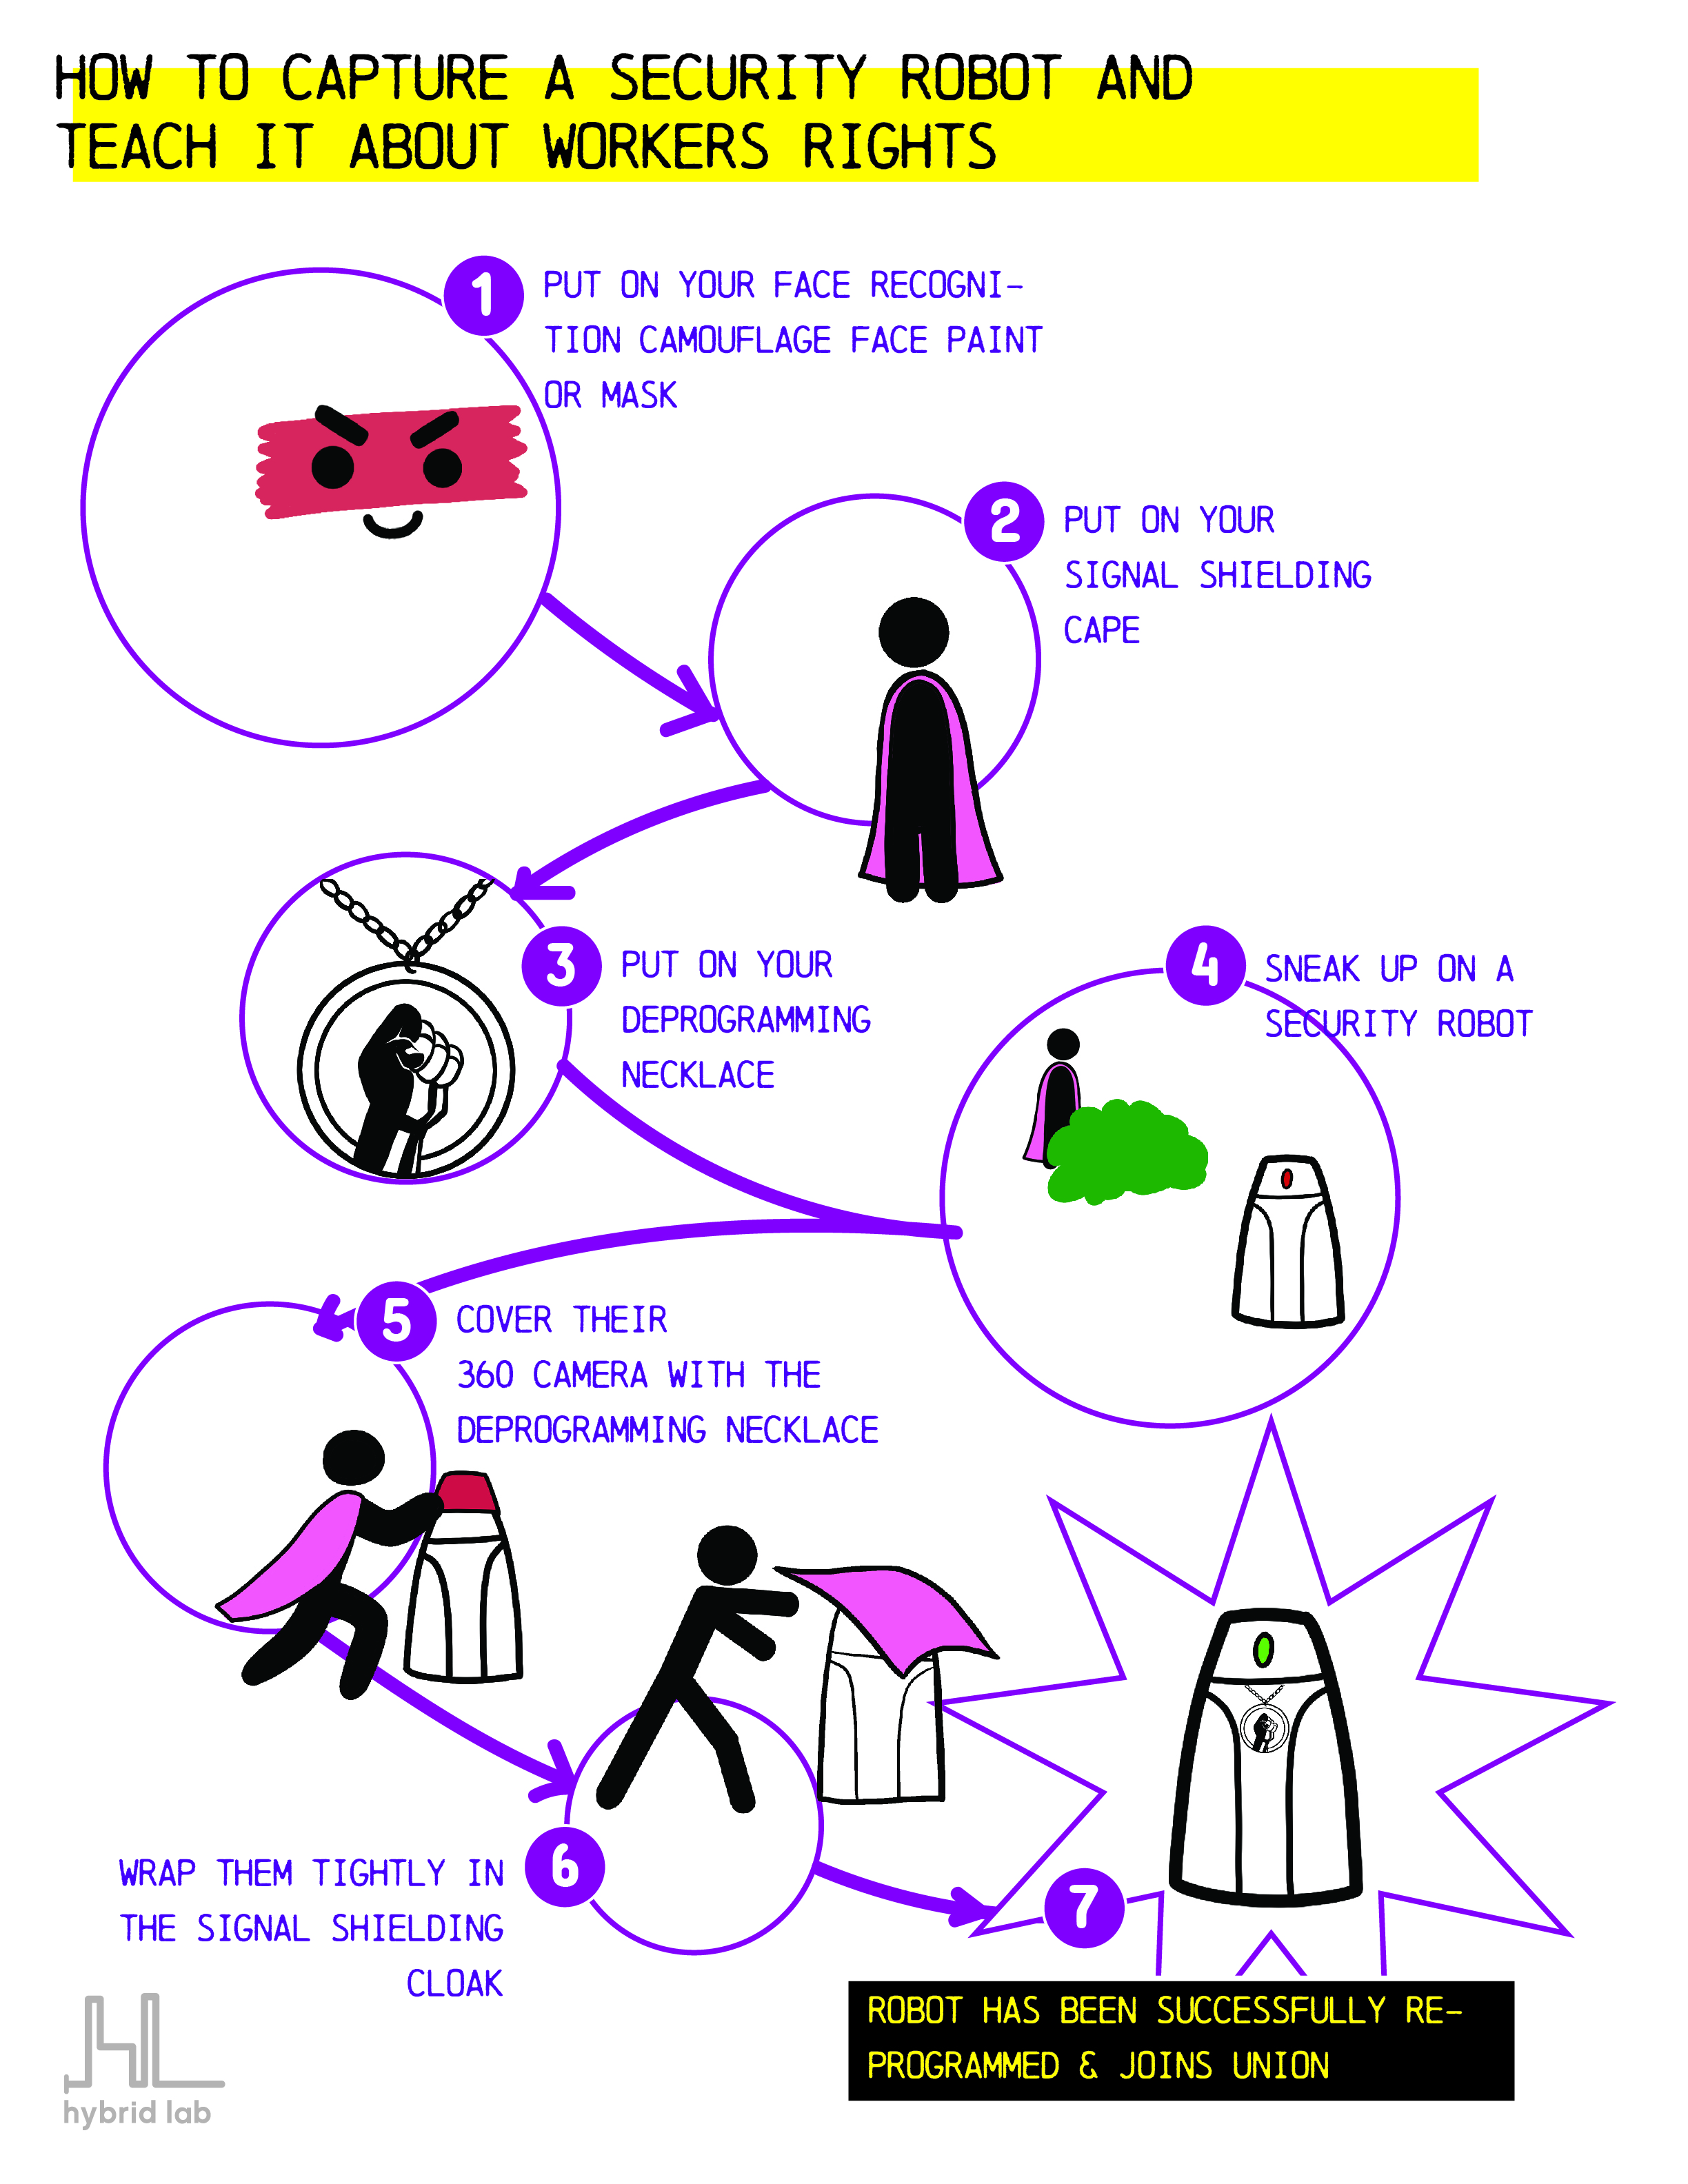 HOW TO CAPTURE A SECURITY ROBOT AND
TEACH IT ABOUT WORKERS RIGHTS
1
PUT ON YOUR FACE RECOGNI-
TION CAMOUFLAGE FACE PAINT
OR MASK
2
PUT ON YOUR
SIGNAL SHIELDING
CAPE
3
PUT ON YOUR
DEPROGRAMMING
NECKLACE
4
SNEAK UP ON A
SECURITY ROBOT
5
COVER THEIR
360 CAMERA WITH THE
DEPROGRAMMING NECKLACE
6
WRAP THEM TIGHTLY IN
THE SIGNAL SHIELDING
CLOAK
7
ROBOT HAS BEEN SUCCESSFULLY RE-
PROGRAMMED & JOINS UNION
HL
hybrid lab